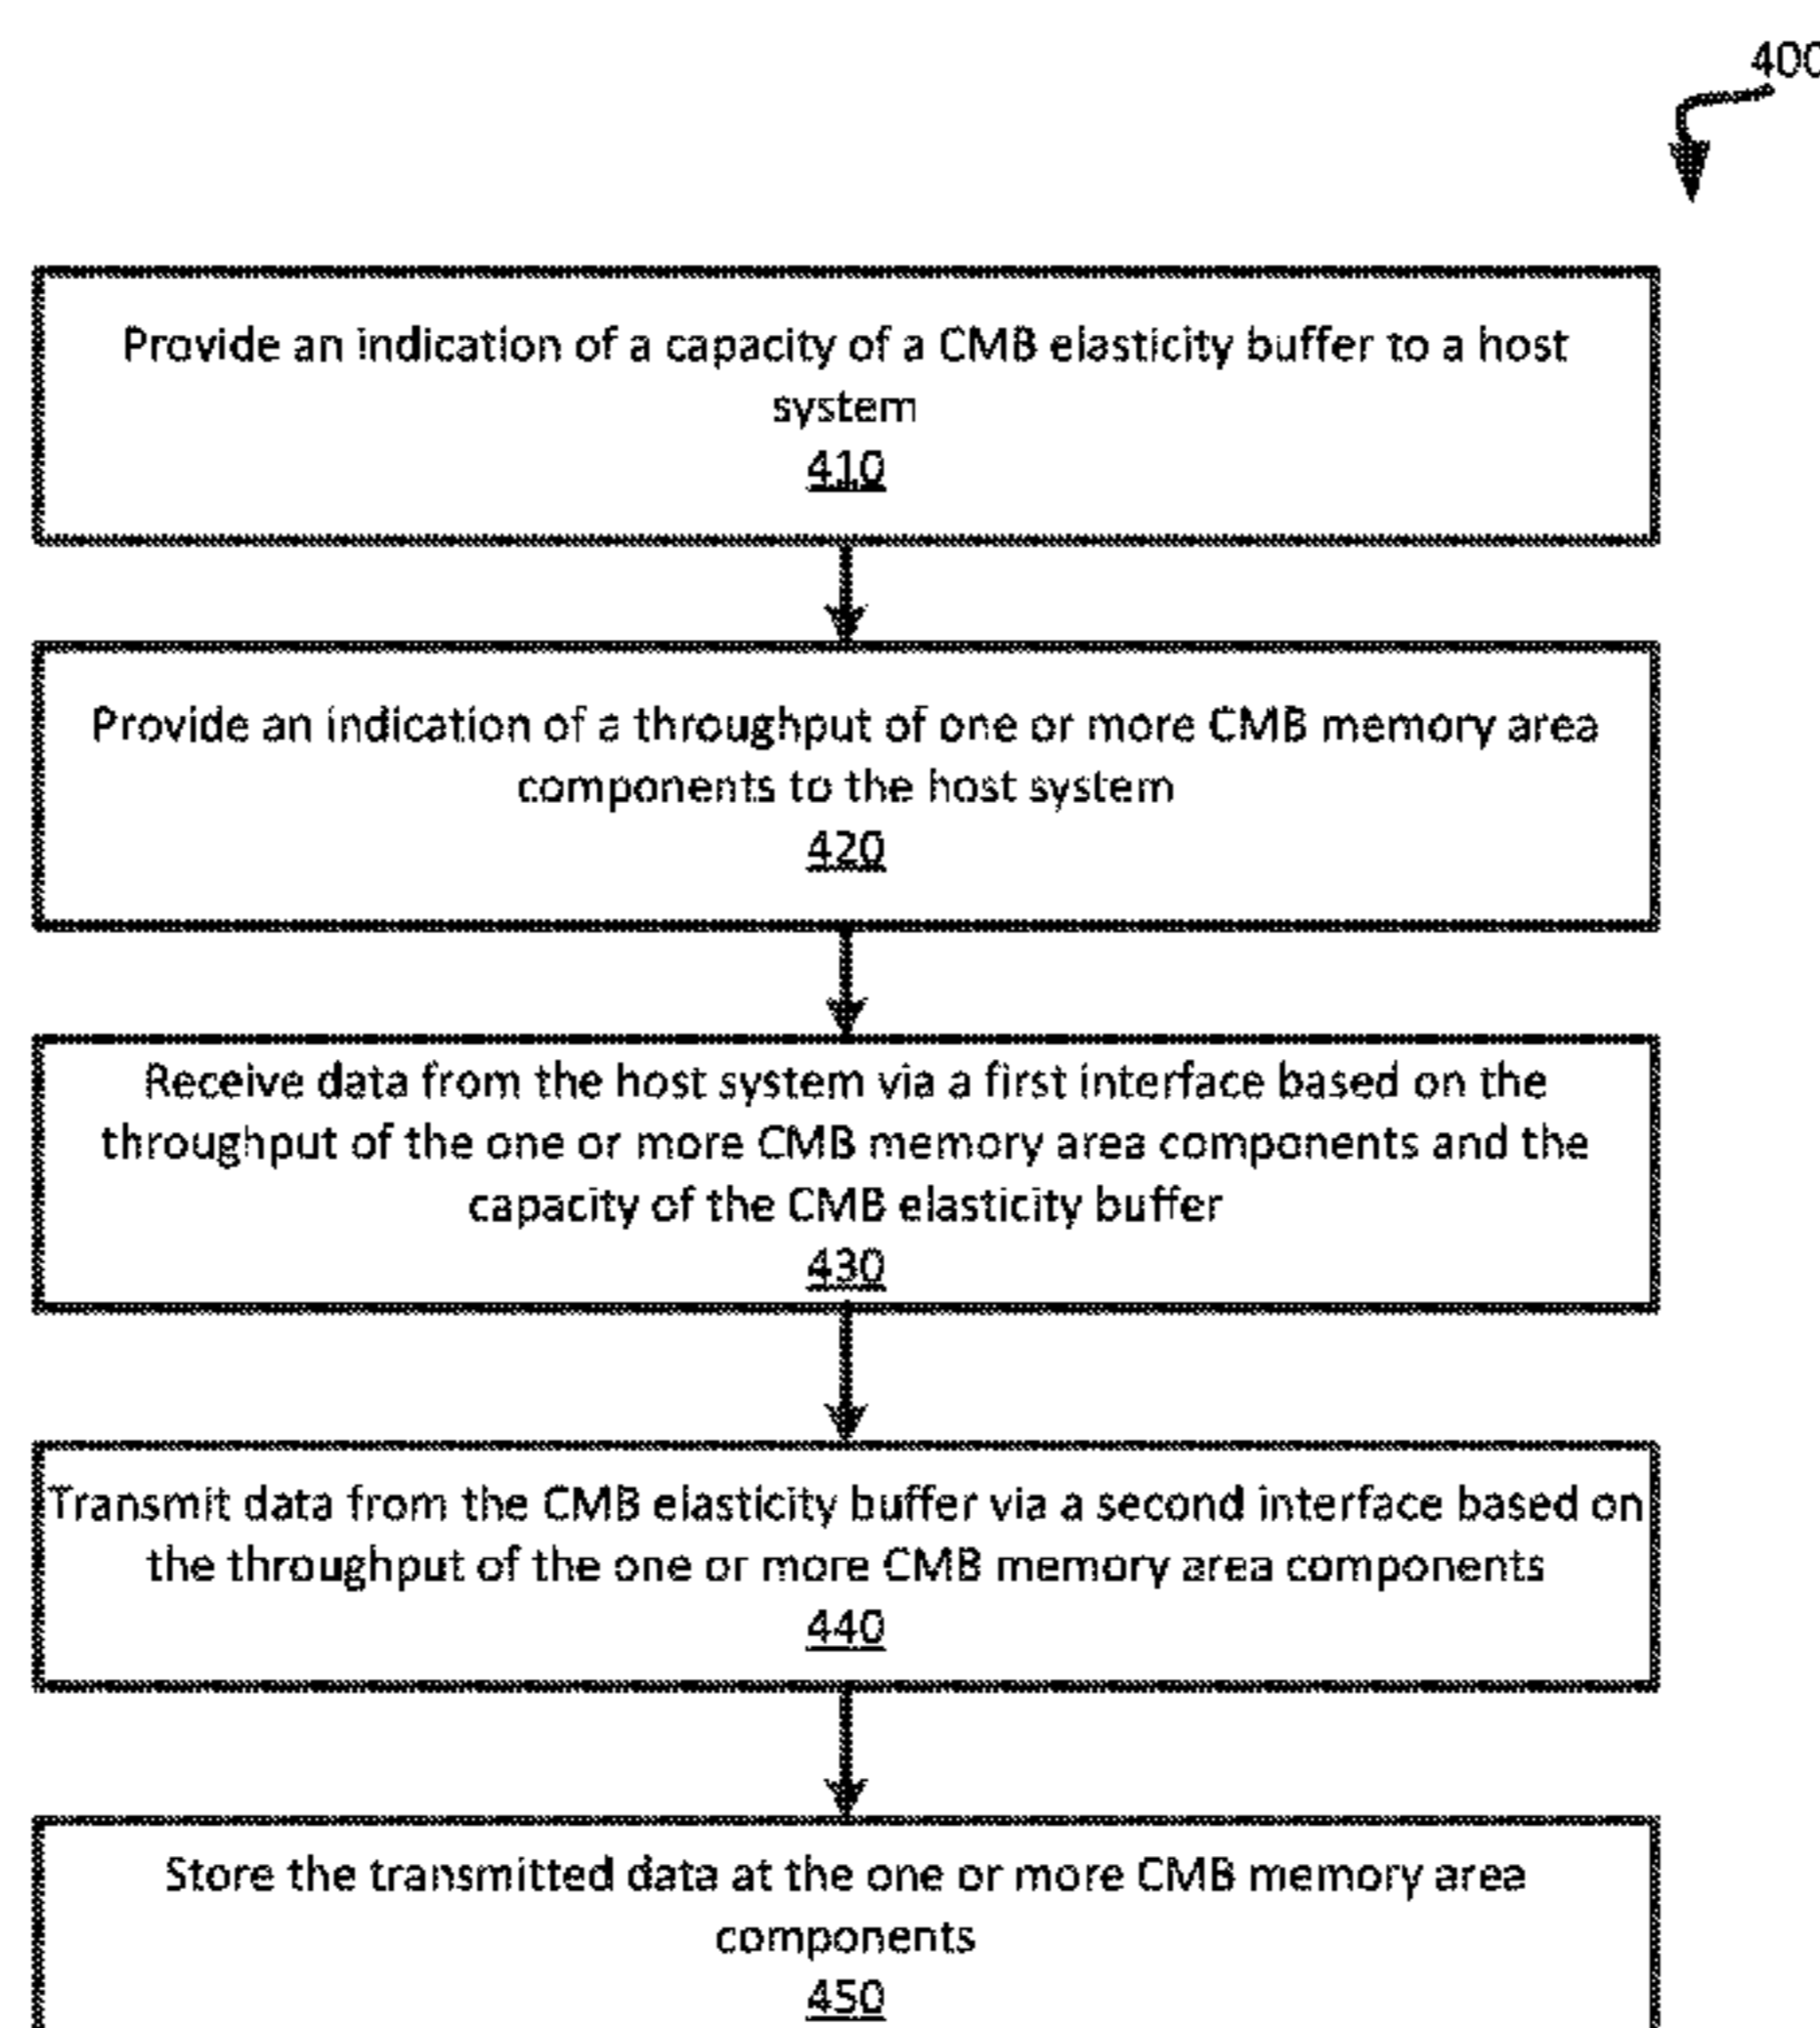 400
Provide an indication of a capacity of a CMB elasticity buffer to a host
system
410
Provide an indication of a throughput of one or more CMB memory area
components to the host system
420
Receive data from the host system via a first interface based on the
throughput of the one or more CMB memory area components and the
capacity of the CMB elasticity buffer
430
Transmit data from the CMB elasticity buffer via a second interface based on
the throughput of the one or more CMB memory area components
440
Store the transmitted data at the one or more CMB memory area
components
450